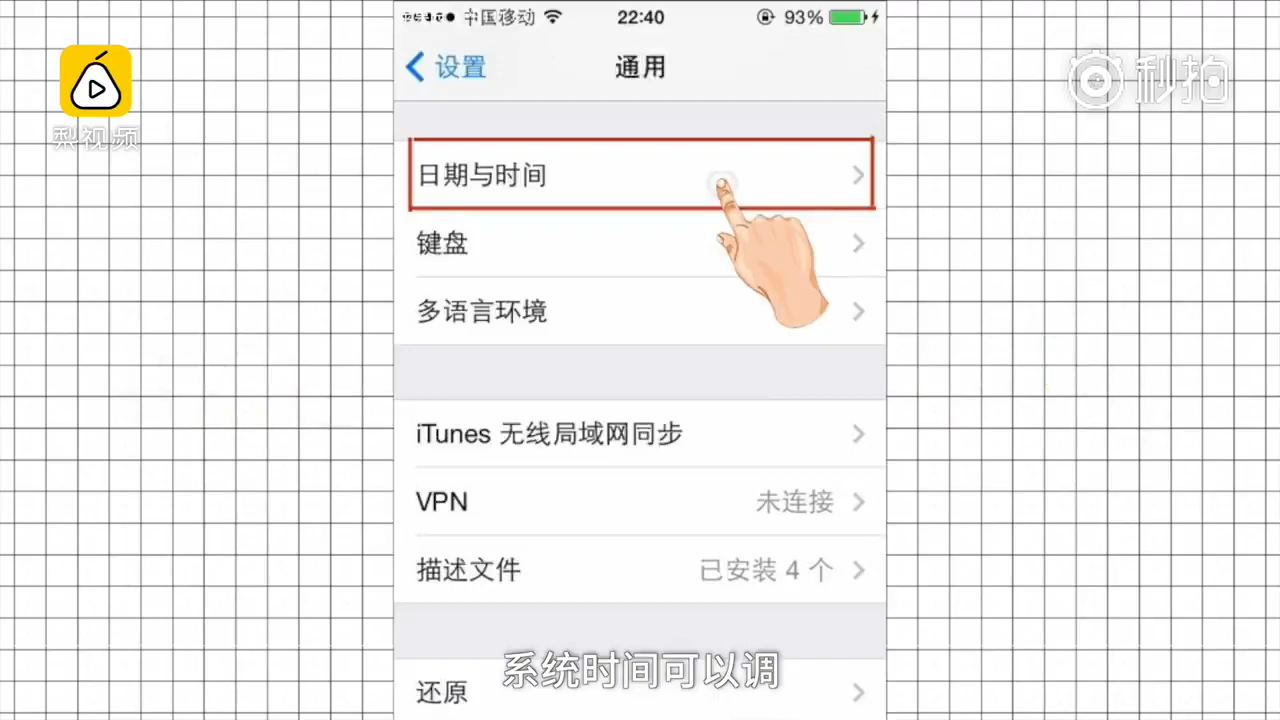 中国移动 22:40 93%
设置 通用
梨视频
秒拍
日期与时间
键盘
多语言环境
iTunes 无线局域网同步
VPN 未连接
描述文件 已安装 4 个
系统时间可以调
还原